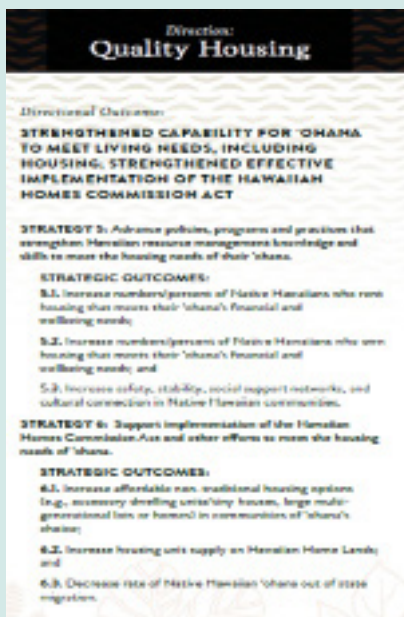 Direction:
Quality Housing
Directional Outcome:
STRENGTHENED CAPABILITY FOR ‘OHANA
TO MEET LIVING NEEDS, INCLUDING
HOUSING; STRENGTHENED EFFECTIVE
IMPLEMENTATION OF THE HAWAIIAN
HOMES COMMISSION ACT
STRATEGY 5: Advance policies, programs and practices that
strengthen Hawaiian resource management knowledge and
skills to meet the housing needs of their ‘ohana.
STRATEGIC OUTCOMES:
5.1. Increase numbers/percent of Native Hawaiians who rent
housing that meets their ‘ohana’s financial and
wellbeing needs;
5.2. Increase numbers/percent of Native Hawaiians who own
housing that meets their ‘ohana’s financial and
wellbeing needs; and
5.3. Increase safety, stability, social support networks, and
cultural connection in Native Hawaiian communities.
STRATEGY 6: Support implementation of the Hawaiian
Homes Commission Act and other efforts to meet the housing
needs of ‘ohana.
STRATEGIC OUTCOMES:
6.1. Increase affordable non-traditional housing options
(e.g., accessory dwelling units/tiny houses, large multi-
generational lots or homes) in communities of ‘ohana’s
choice;
6.2. Increase housing unit supply on Hawaiian Home Lands;
and
6.3. Decrease rate of Native Hawaiian ‘ohana out of state
migration.